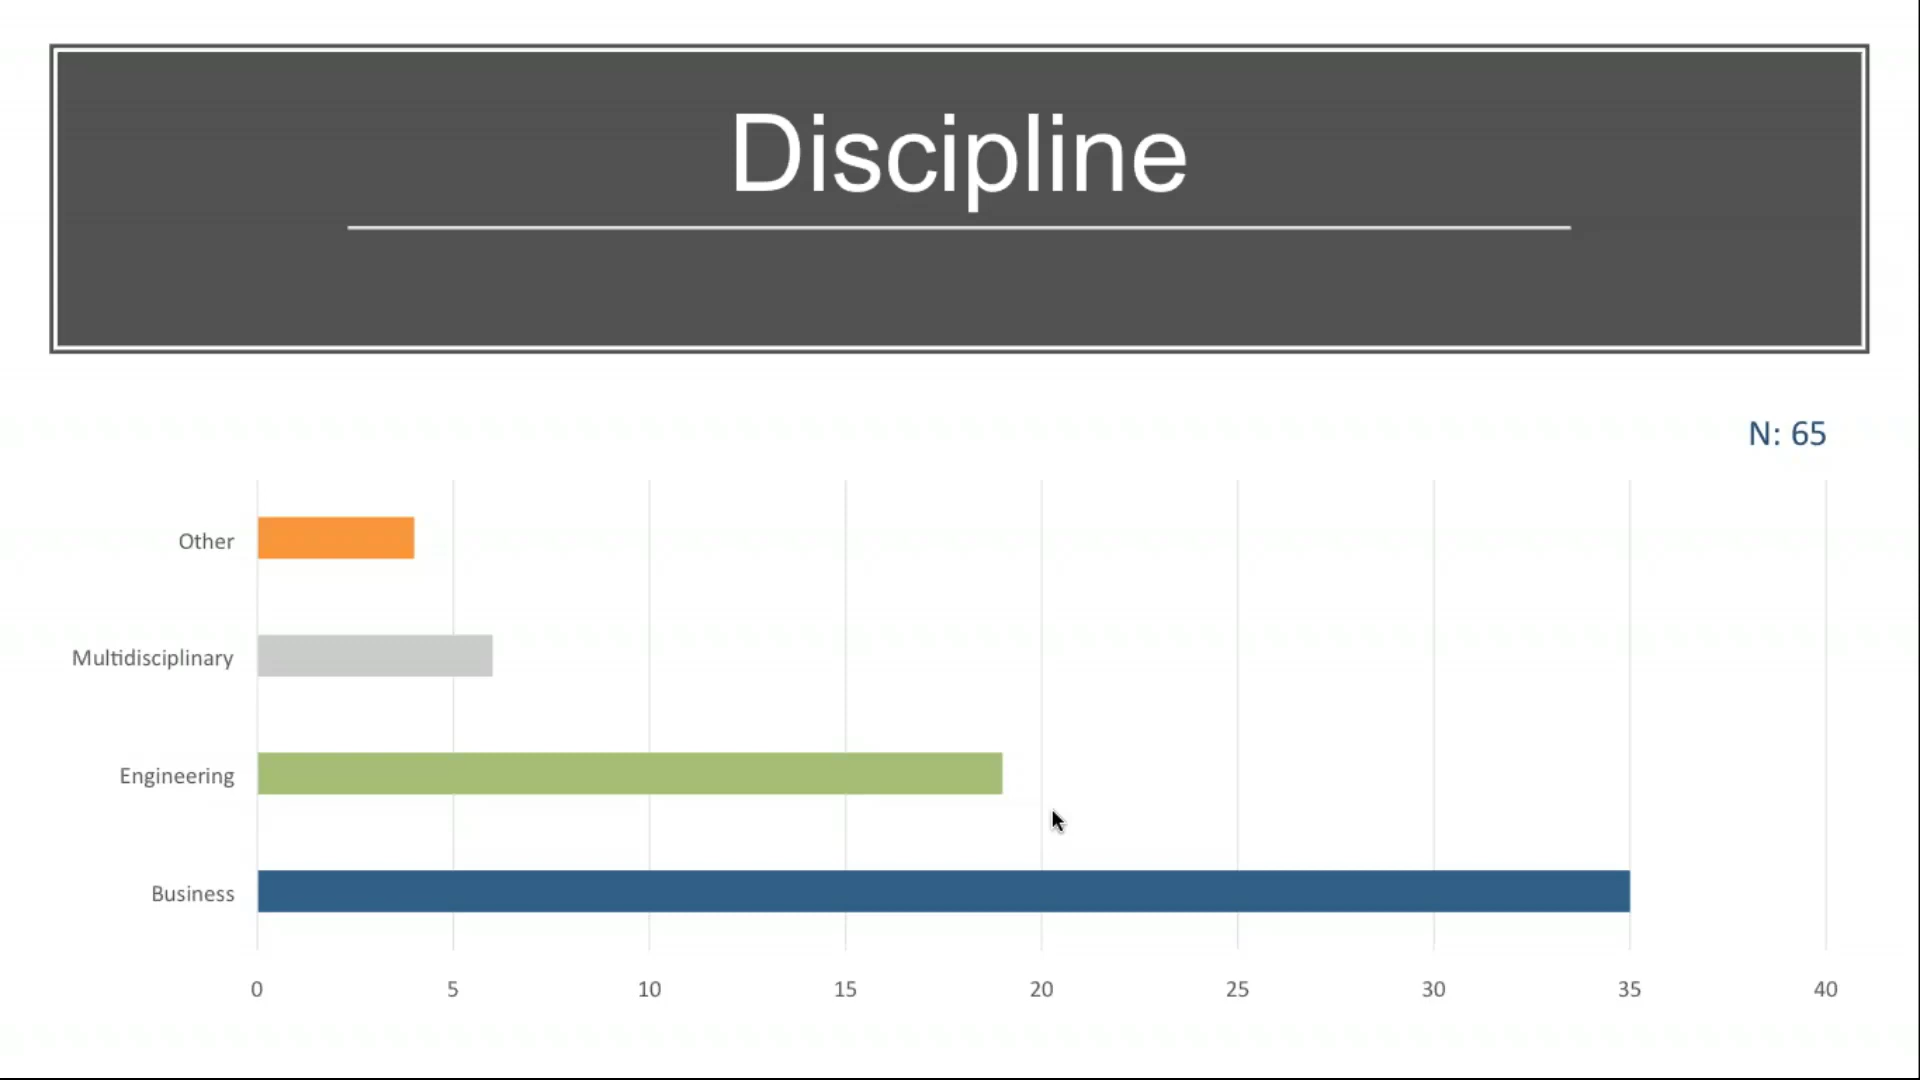 Discipline
N: 65
Other
Multidisciplinary
Engineering
Business
0 5 10 15 20 25 30 35 40